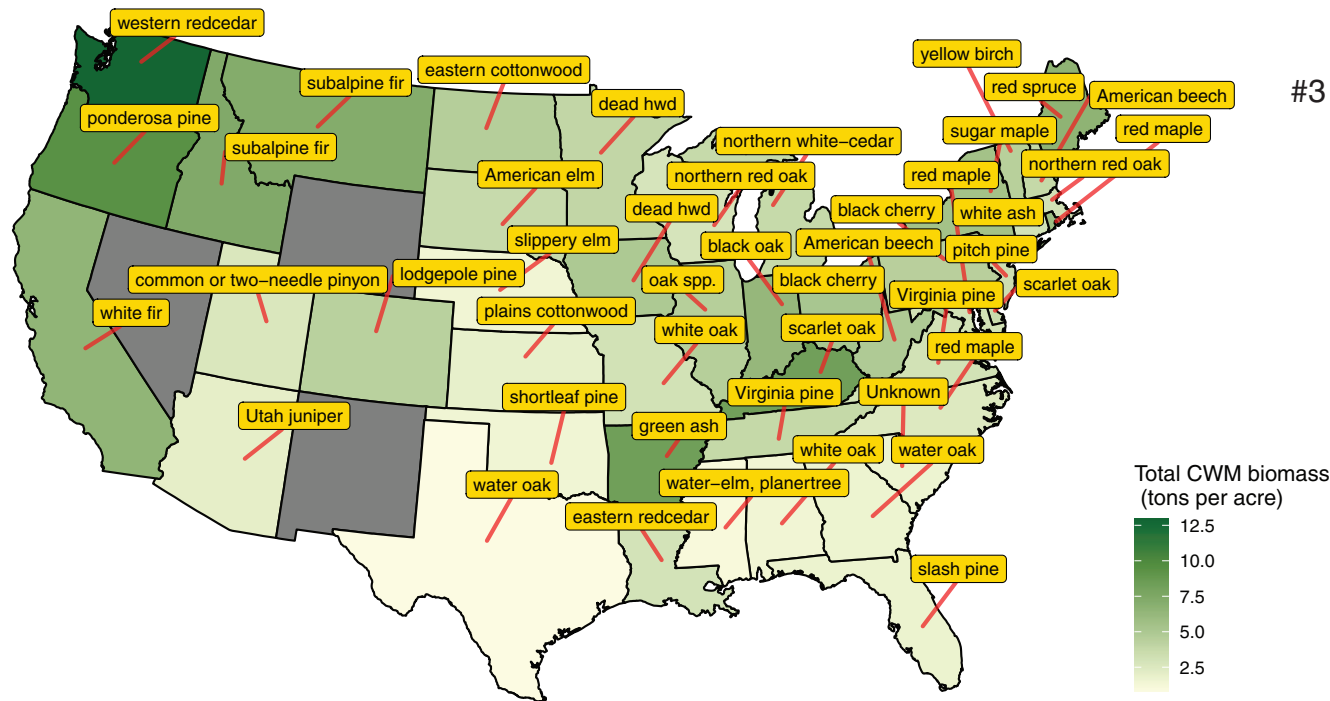 western redcedar
yellow birch
subalpine fir
eastern cottonwood
red spruce
American beech
#3
dead hwd
ponderosa pine
sugar maple
red maple
subalpine fir
northern white−cedar
northern red oak
American elm
northern red oak
red maple
dead hwd
black cherry
white ash
slippery elm
black oak
American beech
pitch pine
common or two−needle pinyon
lodgepole pine
oak spp.
black cherry
scarlet oak
Virginia pine
white fir
plains cottonwood
white oak
scarlet oak
red maple
shortleaf pine
Virginia pine
Unknown
Utah juniper
green ash
white oak
water oak
water oak
water−elm, planertree
eastern redcedar
slash pine
Total CWM biomass
(tons per acre)
12.5
10.0
7.5
5.0
2.5